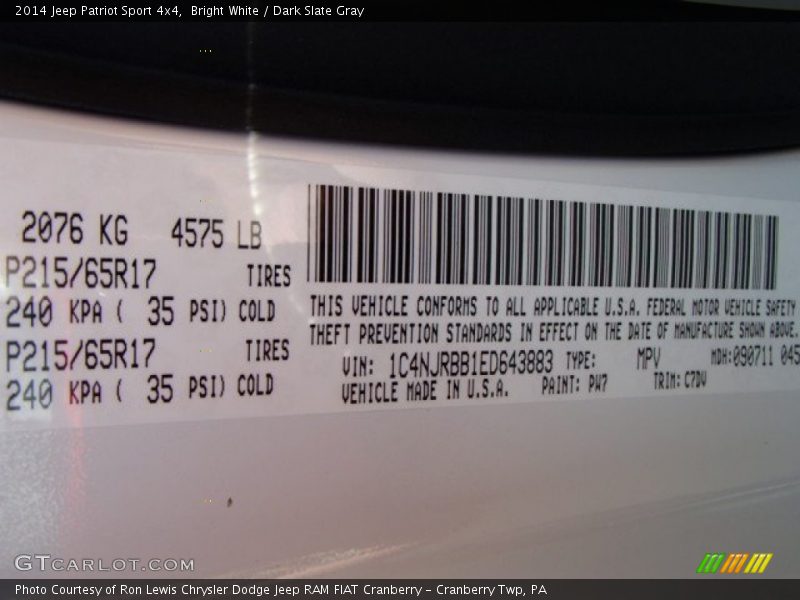 2014 Jeep Patriot Sport 4x4,  Bright White / Dark Slate Gray
2076 KG 4575 LB
P215/65R17 TIRES
240 KPA ( 35 PSI) COLD
P215/65R17 TIRES
240 KPA ( 35 PSI) COLD
THIS VEHICLE CONFORMS TO ALL APPLICABLE U.S.A. FEDERAL MOTOR VEHICLE SAFETY
THEFT PREVENTION STANDARDS IN EFFECT ON THE DATE OF MANUFACTURE SHOWN ABOVE.
VIN: 1C4NJRBB1ED643883 TYPE: MPV MDH:090711 045
VEHICLE MADE IN U.S.A. PAINT: PW7 TRIM: C7DV
GTCARLOT.COM
Photo Courtesy of Ron Lewis Chrysler Dodge Jeep RAM FIAT Cranberry – Cranberry Twp, PA